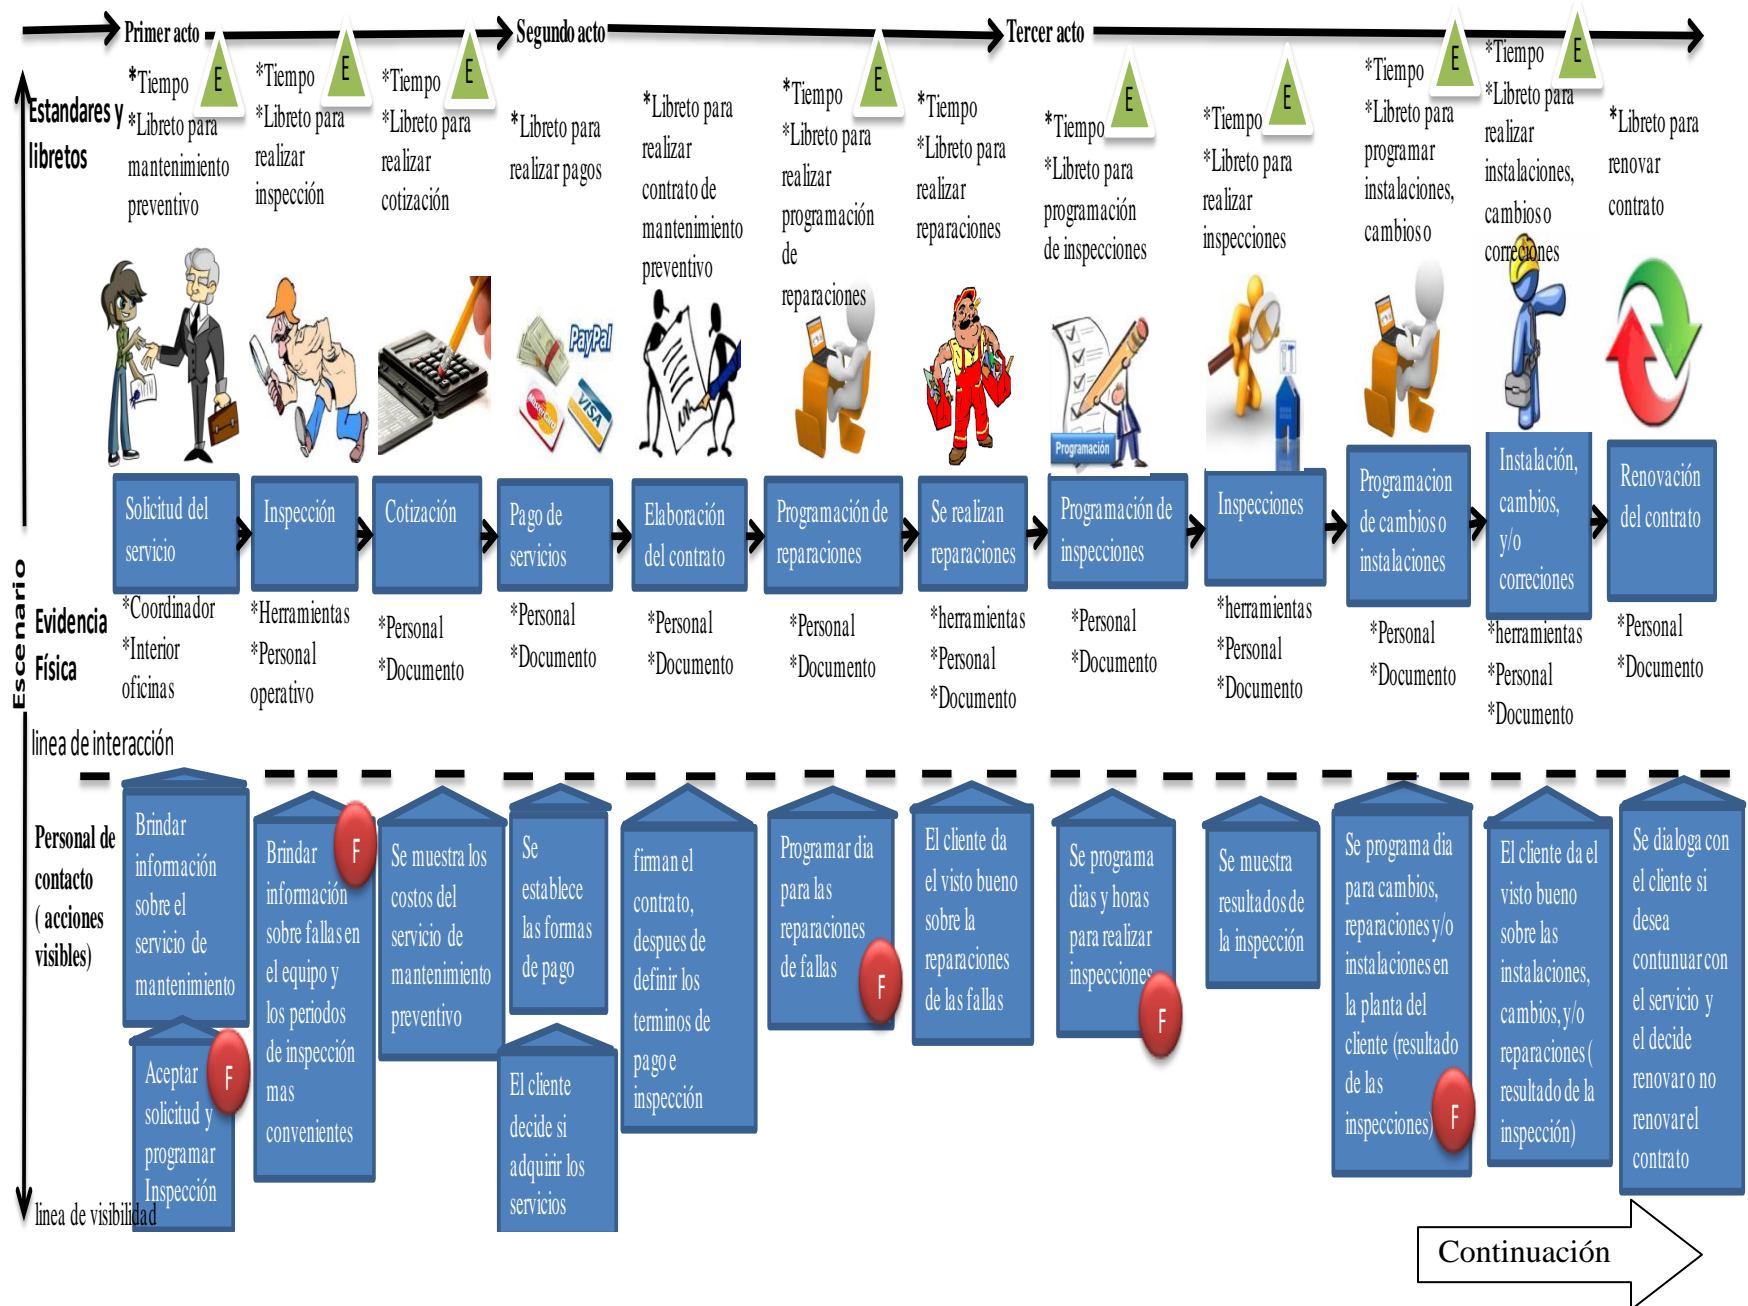 Primer acto
Segundo acto
Tercer acto
Estandares y
libretos
*Tiempo
*Libreto para
mantenimiento
preventivo
E
*Tiempo
*Libreto para
realizar
inspección
E
*Tiempo
*Libreto para
realizar
cotización
E
*Libreto para
realizar pagos
*Libreto para
realizar
contrato de
mantenimiento
preventivo
*Tiempo
*Libreto para
realizar
programación
de
reparaciones
E
*Tiempo
*Libreto para
realizar
reparaciones
*Tiempo
*Libreto para
programación
de inspecciones
E
*Tiempo
*Libreto para
realizar
inspecciones
E
*Tiempo
*Libreto para
programar
instalaciones,
cambios o
E
*Tiempo
*Libreto para
realizar
instalaciones,
cambios o
correciones
E
*Libreto para
renovar
contrato
PayPal
MasterCard
VISA
Programación
Escenario
Solicitud del
servicio
Inspección
Cotización
Pago de
servicios
Elaboración
del contrato
Programación de
reparaciones
Se realizan
reparaciones
Programación de
inspecciones
Inspecciones
Programacion
de cambios o
instalaciones
Instalación,
cambios,
y/o
correciones
Renovación
del contrato
Evidencia
Física
*Coordinador
*Interior
oficinas
*Herramientas
*Personal
operativo
*Personal
*Documento
*Personal
*Documento
*Personal
*Documento
*Personal
*Documento
*herramientas
*Personal
*Documento
*Personal
*Documento
*herramientas
*Personal
*Documento
*Personal
*Documento
*herramientas
*Personal
*Documento
*Personal
*Documento
linea de interacción
Personal de
contacto
( acciones
visibles)
Brindar
información
sobre el
servicio de
mantenimiento
Aceptar
solicitud y
programar
Inspección
F
Brindar
información
sobre fallas en
el equipo y
los periodos
de inspección
mas
convenientes
F
Se muestra los
costos del
servicio de
mantenimiento
preventivo
Se
establece
las formas
de pago
El cliente
decide si
adquirir los
servicios
firman el
contrato,
despues de
definir los
terminos de
pago e
inspección
Programar dia
para las
reparaciones
de fallas
F
El cliente da
el visto bueno
sobre la
reparaciones
de las fallas
Se programa
dias y horas
para realizar
inspecciones
F
Se muestra
resultados de
la inspección
Se programa dia
para cambios,
reparaciones y/o
instalaciones en
la planta del
cliente (resultado
de las
inspecciones)
F
El cliente da el
visto bueno
sobre las
instalaciones,
cambios, y/o
reparaciones (
resultado de la
inspección)
Se dialoga con
el cliente si
desea
contunuar con
el servicio y
el decide
renovar o no
renovar el
contrato
linea de visibilidad
Continuación